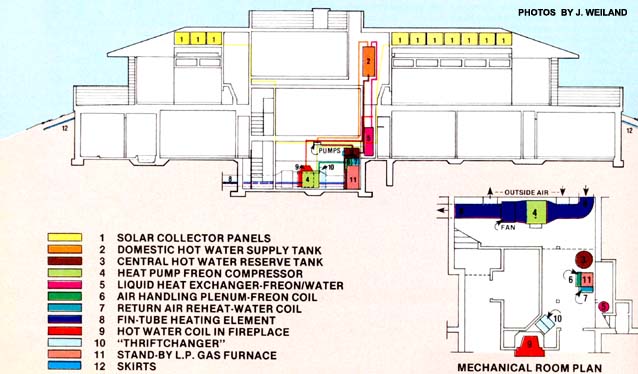 PHOTOS BY J. WEILAND
1 1 1
1 1 1 1 1 1 1
2
12
12
5
PUMPS
9
10
8
4
11
OUTSIDE AIR
4
FAN
3
6
11
7
5
10
9
1 SOLAR COLLECTOR PANELS
2 DOMESTIC HOT WATER SUPPLY TANK
3 CENTRAL HOT WATER RESERVE TANK
4 HEAT PUMP FREON COMPRESSOR
5 LIQUID HEAT EXCHANGER-FREON/WATER
6 AIR HANDLING PLENUM-FREON COIL
7 RETURN AIR REHEAT-WATER COIL
8 FIN-TUBE HEATING ELEMENT
9 HOT WATER COIL IN FIREPLACE
10 "THRIFTCHANGER"
11 STAND-BY L.P. GAS FURNACE
12 SKIRTS
MECHANICAL ROOM PLAN